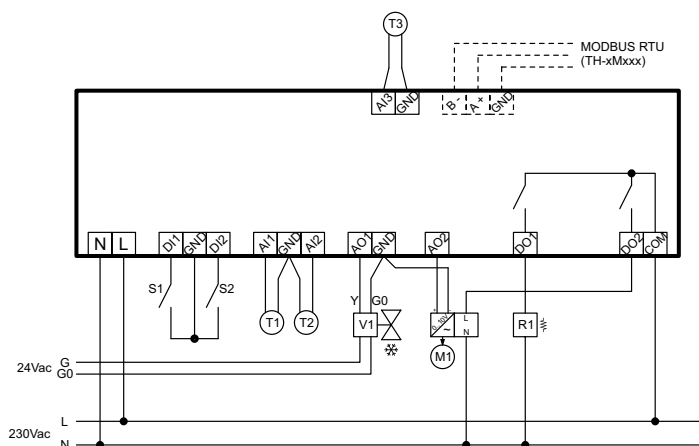 T3
MODBUS RTU
(TH-xMxxx)
AI3 GND B - A + GND
N L DI1 GND DI2 AI1 GND AI2 AO1 GND AO2 DO1 DO2 COM
S1 S2 T1 T2 Y G0
V1 0...10V L N R1
~
M1
24Vac G
G0
230Vac L
N